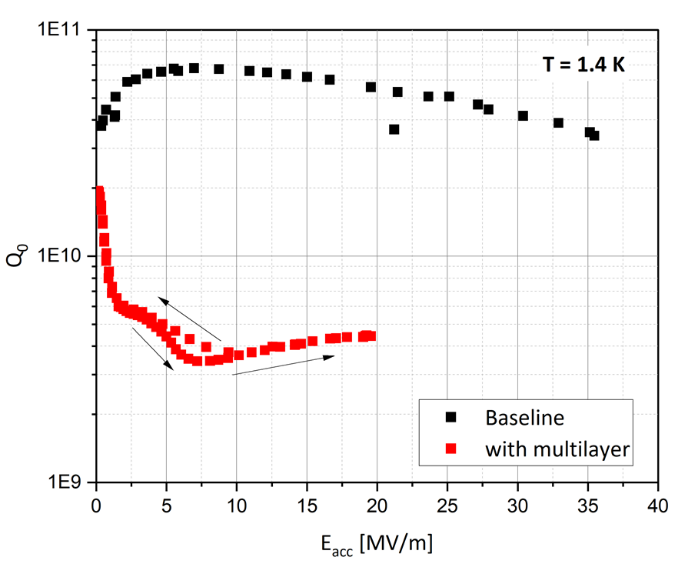 1E11
T = 1.4 K
1E10
Q0
Baseline
with multilayer
1E9
0 5 10 15 20 25 30 35 40
Eacc [MV/m]